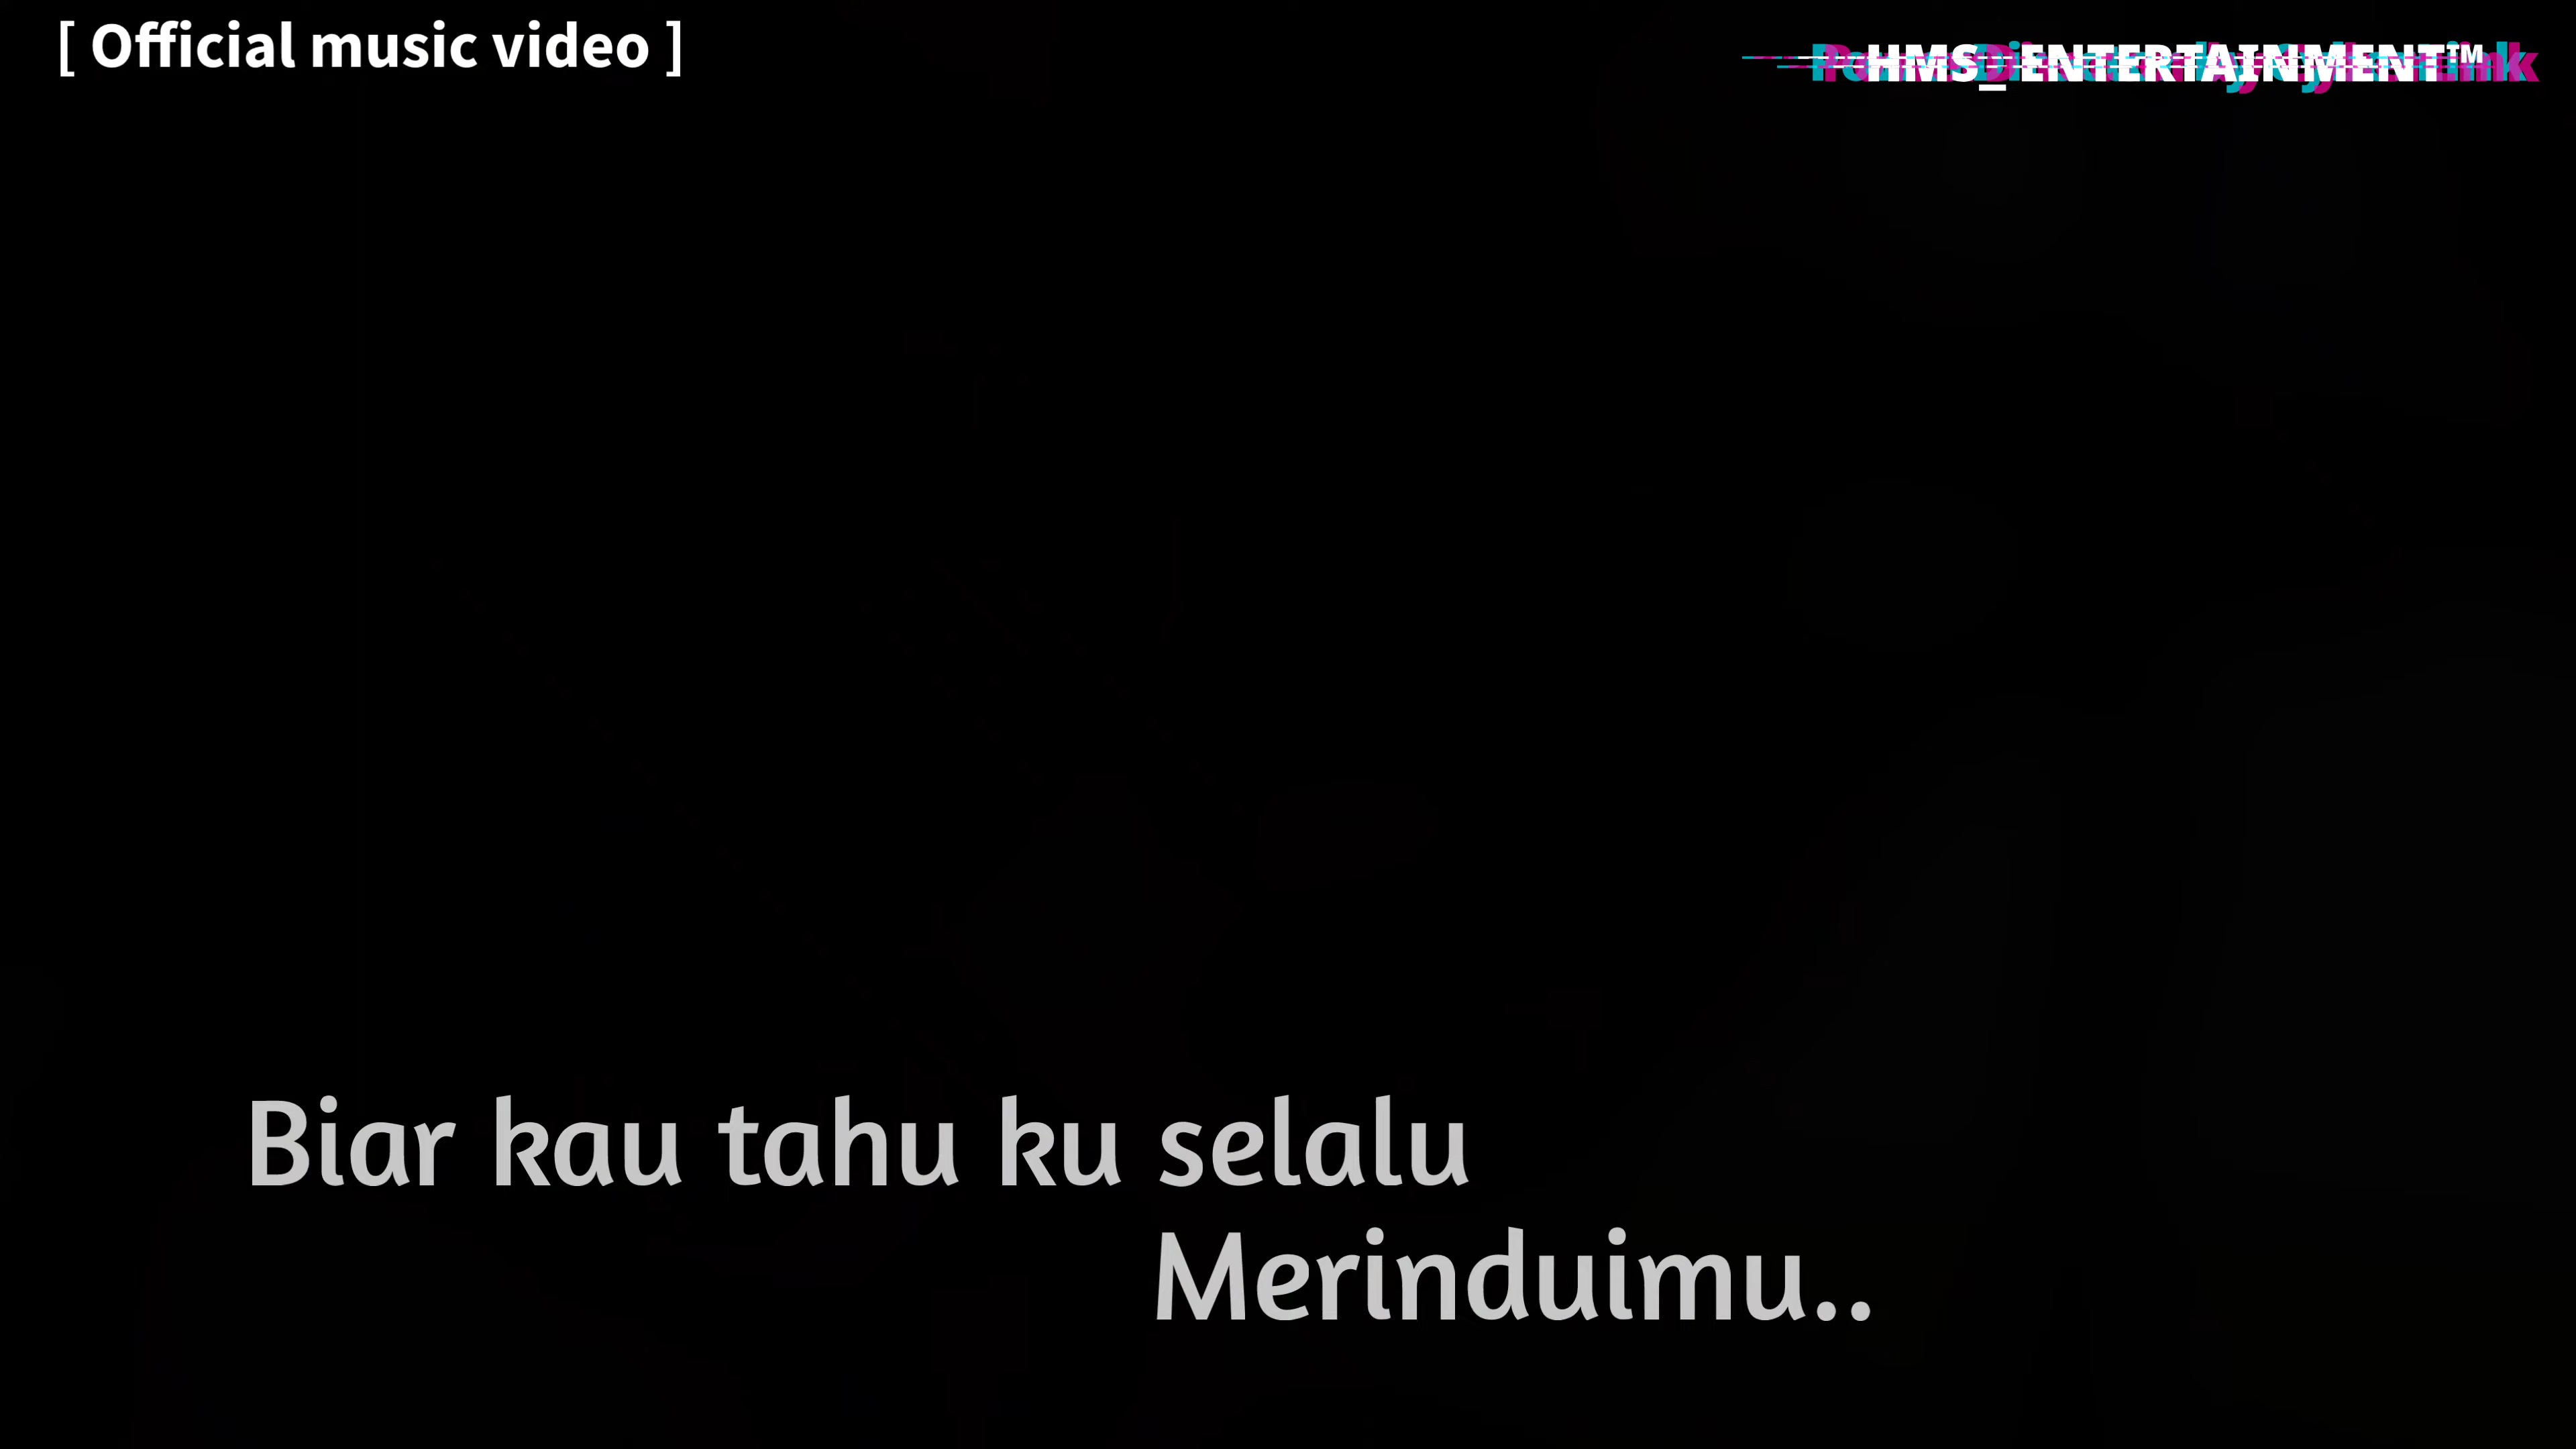 [ Official music video ]
HMS_ENTERTAINMENT™
Biar kau tahu ku selalu
Merinduimu..